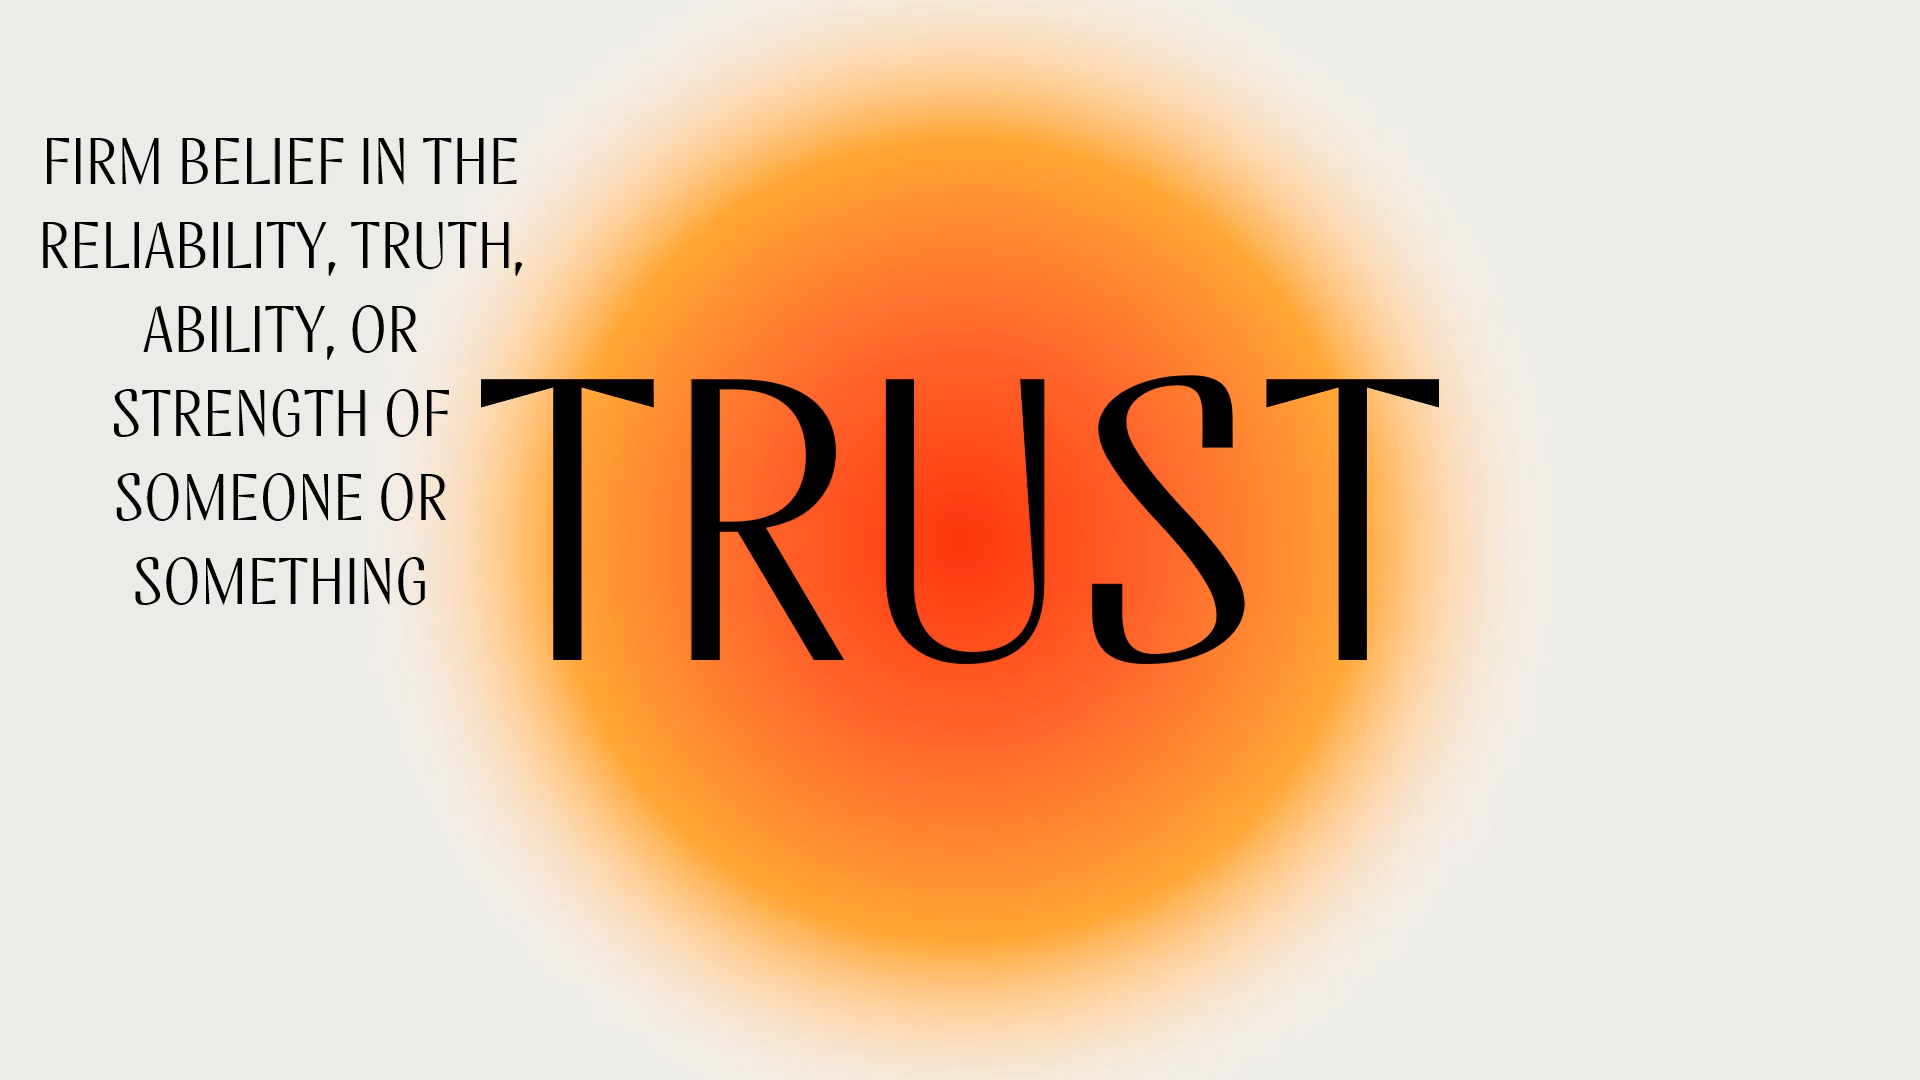 FIRM BELIEF IN THE
RELIABILITY, TRUTH,
ABILITY, OR
STRENGTH OF
SOMEONE OR
SOMETHING
TRUST